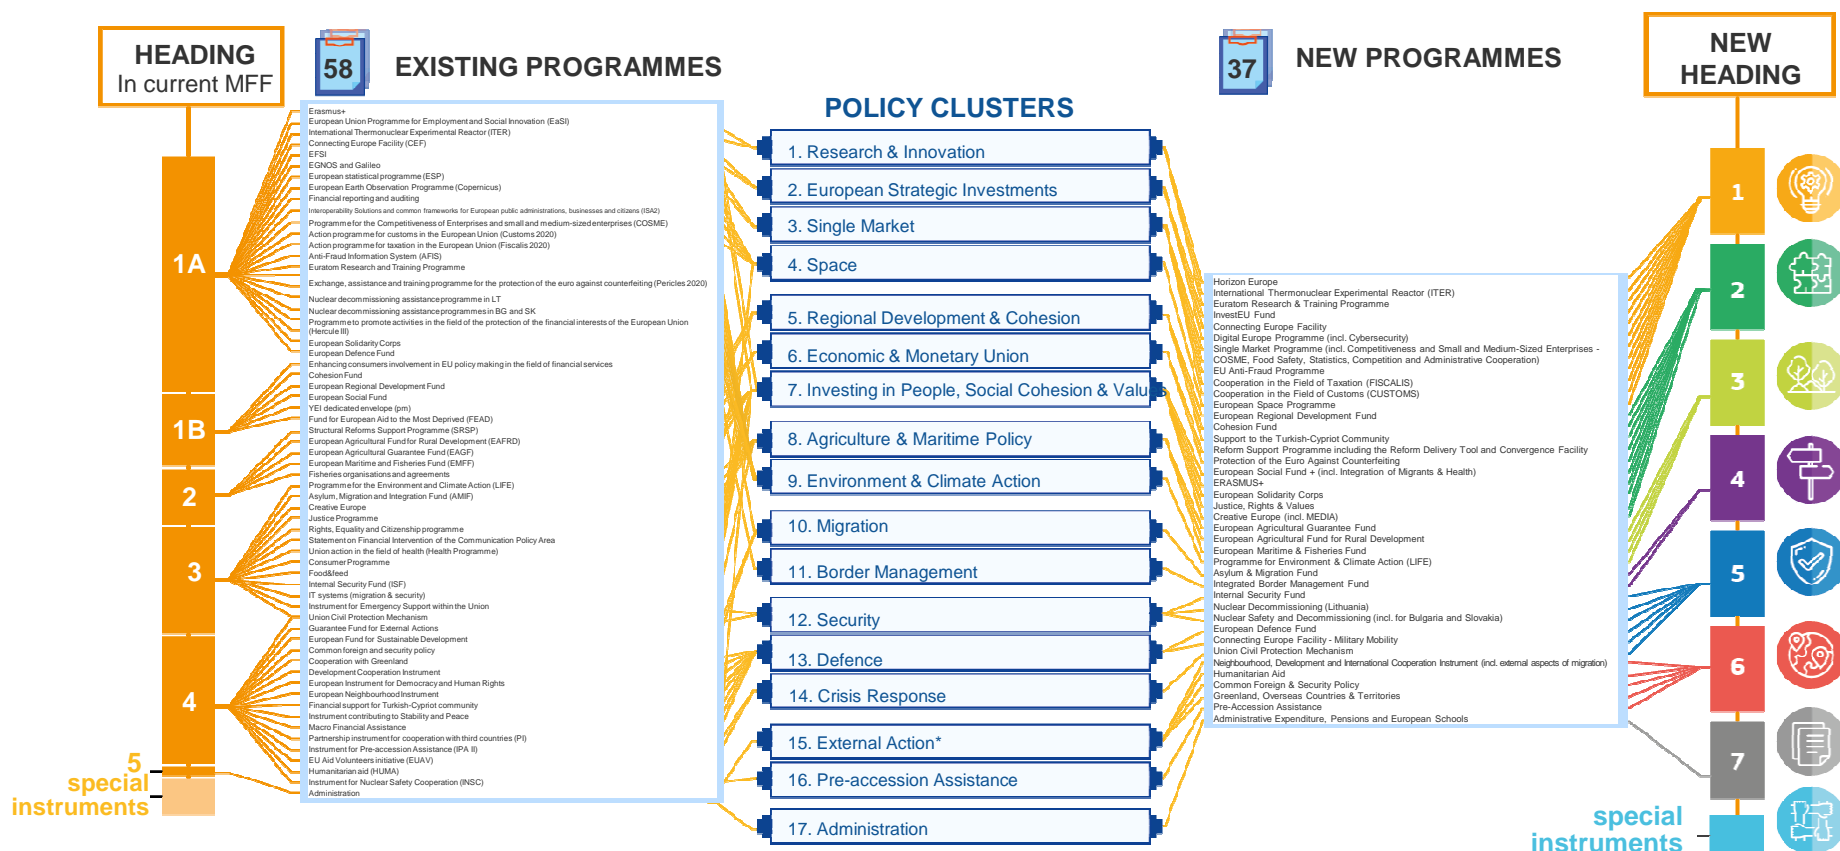 HEADING
In current MFF
1A
1B
2
3
4
5
special
instruments
58
EXISTING PROGRAMMES
Erasmus+
European Union Programme for Employment and Social Innovation (EaSI)
International Thermonuclear Experimental Reactor (ITER)
Connecting Europe Facility (CEF)
EFSI
EGNOS and Galileo
European statistical programme (ESP)
European Earth Observation Programme (Copernicus)
Financial reporting and auditing
Interoperability Solutions and common frameworks for European public administrations, businesses and citizens (ISA2)
Programme for the Competitiveness of Enterprises and small and medium-sized enterprises (COSME)
Action programme for customs in the European Union (Customs 2020)
Action programme for taxation in the European Union (Fiscalis 2020)
Anti-Fraud Information System (AFIS)
Euratom Research and Training Programme
Exchange, assistance and training programme for the protection of the euro against counterfeiting (Pericles 2020)
Nuclear decommissioning assistance programme in LT
Nuclear decommissioning assistance programmes in BG and SK
Programme to promote activities in the field of the protection of the financial interests of the European Union
(Hercule III)
European Solidarity Corps
European Defence Fund
Enhancing consumers involvement in EU policy making in the field of financial services
Cohesion Fund
European Regional Development Fund
European Social Fund
YEI dedicated envelope (pm)
Fund for European Aid to the Most Deprived (FEAD)
Structural Reforms Support Programme (SRSP)
European Agricultural Fund for Rural Development (EAFRD)
European Agricultural Guarantee Fund (EAGF)
European Maritime and Fisheries Fund (EMFF)
Fisheries organisations and agreements
Programme for the Environment and Climate Action (LIFE)
Asylum, Migration and Integration Fund (AMIF)
Creative Europe
Justice Programme
Rights, Equality and Citizenship programme
Statement on Financial Intervention of the Communication Policy Area
Union action in the field of health (Health Programme)
Consumer Programme
Food&feed
Internal Security Fund (ISF)
IT systems (migration & security)
Instrument for Emergency Support within the Union
Union Civil Protection Mechanism
Guarantee Fund for External Actions
European Fund for Sustainable Development
Common foreign and security policy
Cooperation with Greenland
Development Cooperation Instrument
European Instrument for Democracy and Human Rights
European Neighbourhood Instrument
Financial support for Turkish-Cypriot community
Instrument contributing to Stability and Peace
Macro Financial Assistance
Partnership instrument for cooperation with third countries (PI)
Instrument for Pre-accession Assistance (IPA II)
EU Aid Volunteers initiative (EUAV)
Humanitarian aid (HUMA)
Instrument for Nuclear Safety Cooperation (INSC)
Administration
POLICY CLUSTERS
1. Research & Innovation
2. European Strategic Investments
3. Single Market
4. Space
5. Regional Development & Cohesion
6. Economic & Monetary Union
7. Investing in People, Social Cohesion & Values
8. Agriculture & Maritime Policy
9. Environment & Climate Action
10. Migration
11. Border Management
12. Security
13. Defence
14. Crisis Response
15. External Action*
16. Pre-accession Assistance
17. Administration
37
NEW PROGRAMMES
Horizon Europe
International Thermonuclear Experimental Reactor (ITER)
Euratom Research & Training Programme
InvestEU Fund
Connecting Europe Facility
Digital Europe Programme (incl. Cybersecurity)
Single Market Programme (incl. Competitiveness and Small and Medium-Sized Enterprises -
COSME, Food Safety, Statistics, Competition and Administrative Cooperation)
EU Anti-Fraud Programme
Cooperation in the Field of Taxation (FISCALIS)
Cooperation in the Field of Customs (CUSTOMS)
European Space Programme
European Regional Development Fund
Cohesion Fund
Support to the Turkish-Cypriot Community
Reform Support Programme including the Reform Delivery Tool and Convergence Facility
Protection of the Euro Against Counterfeiting
European Social Fund + (incl. Integration of Migrants & Health)
ERASMUS+
European Solidarity Corps
Justice, Rights & Values
Creative Europe (incl. MEDIA)
European Agricultural Guarantee Fund
European Agricultural Fund for Rural Development
European Maritime & Fisheries Fund
Programme for Environment & Climate Action (LIFE)
Asylum & Migration Fund
Integrated Border Management Fund
Internal Security Fund
Nuclear Decommissioning (Lithuania)
Nuclear Safety and Decommissioning (incl. for Bulgaria and Slovakia)
European Defence Fund
Connecting Europe Facility - Military Mobility
Union Civil Protection Mechanism
Neighbourhood, Development and International Cooperation Instrument (incl. external aspects of migration)
Humanitarian Aid
Common Foreign & Security Policy
Greenland, Overseas Countries & Territories
Pre-Accession Assistance
Administrative Expenditure, Pensions and European Schools
NEW
HEADING
1
2
3
4
5
6
7
special
instruments